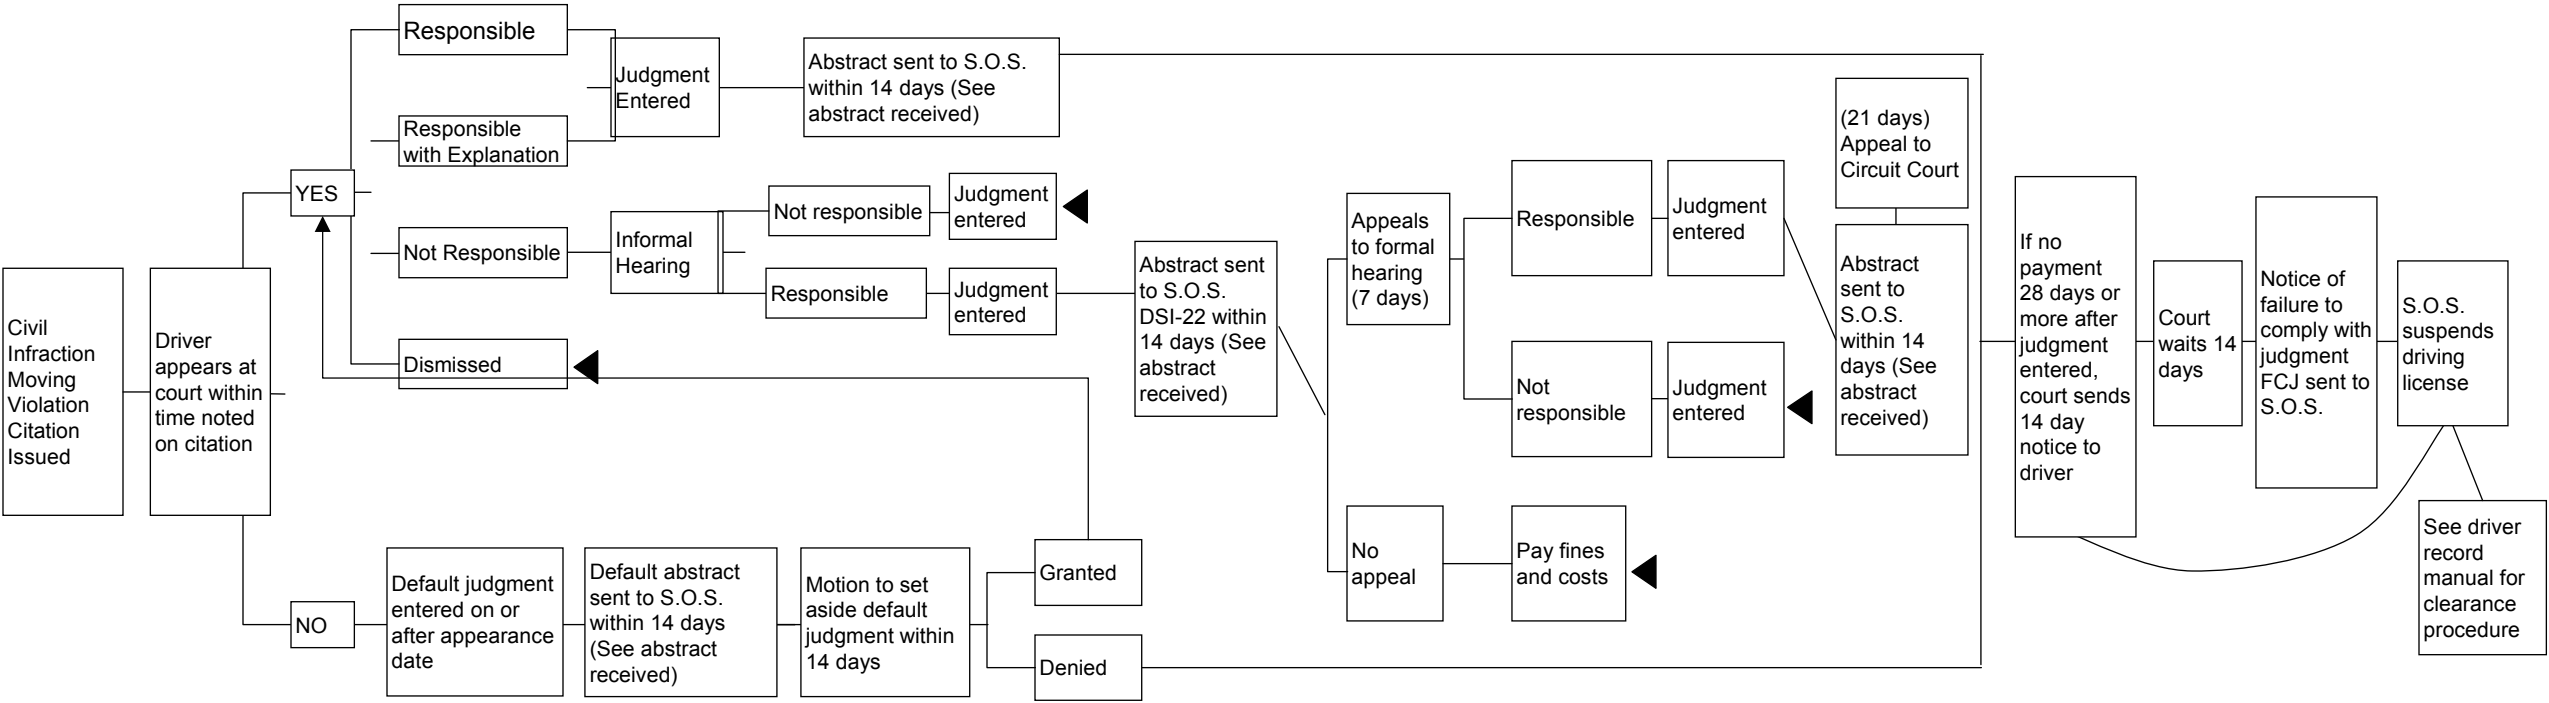 Civil
Infraction
Moving
Violation
Citation
Issued
Driver
appears at
court within
time noted
on citation
YES
Responsible
Responsible
with Explanation
Not Responsible
Dismissed
Judgment
Entered
Abstract sent to S.O.S.
within 14 days (See
abstract received)
Informal
Hearing
Not responsible
Judgment
entered
Responsible
Judgment
entered
Abstract sent
to S.O.S.
DSI-22 within
14 days (See
abstract
received)
Appeals
to formal
hearing
(7 days)
Responsible
Judgment
entered
Not
responsible
Judgment
entered
No
appeal
Pay fines
and costs
(21 days)
Appeal to
Circuit Court
Abstract
sent to
S.O.S.
within 14
days (See
abstract
received)
NO
Default judgment
entered on or
after appearance
date
Default abstract
sent to S.O.S.
within 14 days
(See abstract
received)
Motion to set
aside default
judgment within
14 days
Granted
Denied
If no
payment
28 days or
more after
judgment
entered,
court sends
14 day
notice to
driver
Court
waits 14
days
Notice of
failure to
comply with
judgment
FCJ sent to
S.O.S.
S.O.S.
suspends
driving
license
See driver
record
manual for
clearance
procedure